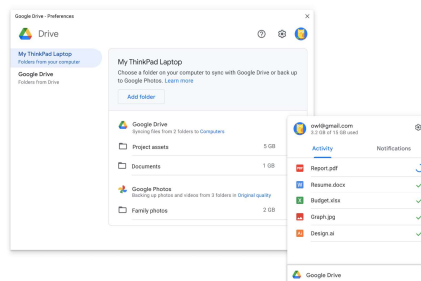 Google Drive - Preferences
Drive
My ThinkPad Laptop
Folders from your computer
Google Drive
Folders from Drive
My ThinkPad Laptop
Choose a folder on your computer to sync with Google Drive or back up
to Google Photos. Learn more
Add folder
Google Drive
Syncing files from 2 folders to Computers
Project assets
5 GB
Documents
1 GB
Google Photos
Backing up photos and videos from 3 folders in Original quality
Family photos
2 GB
owl@gmail.com
3.2 GB of 15 GB used
Activity
Notifications
Report.pdf
W
Resume.docx
X
Budget.xlsx
Graph.jpg
Ai
Design.ai
Google Drive